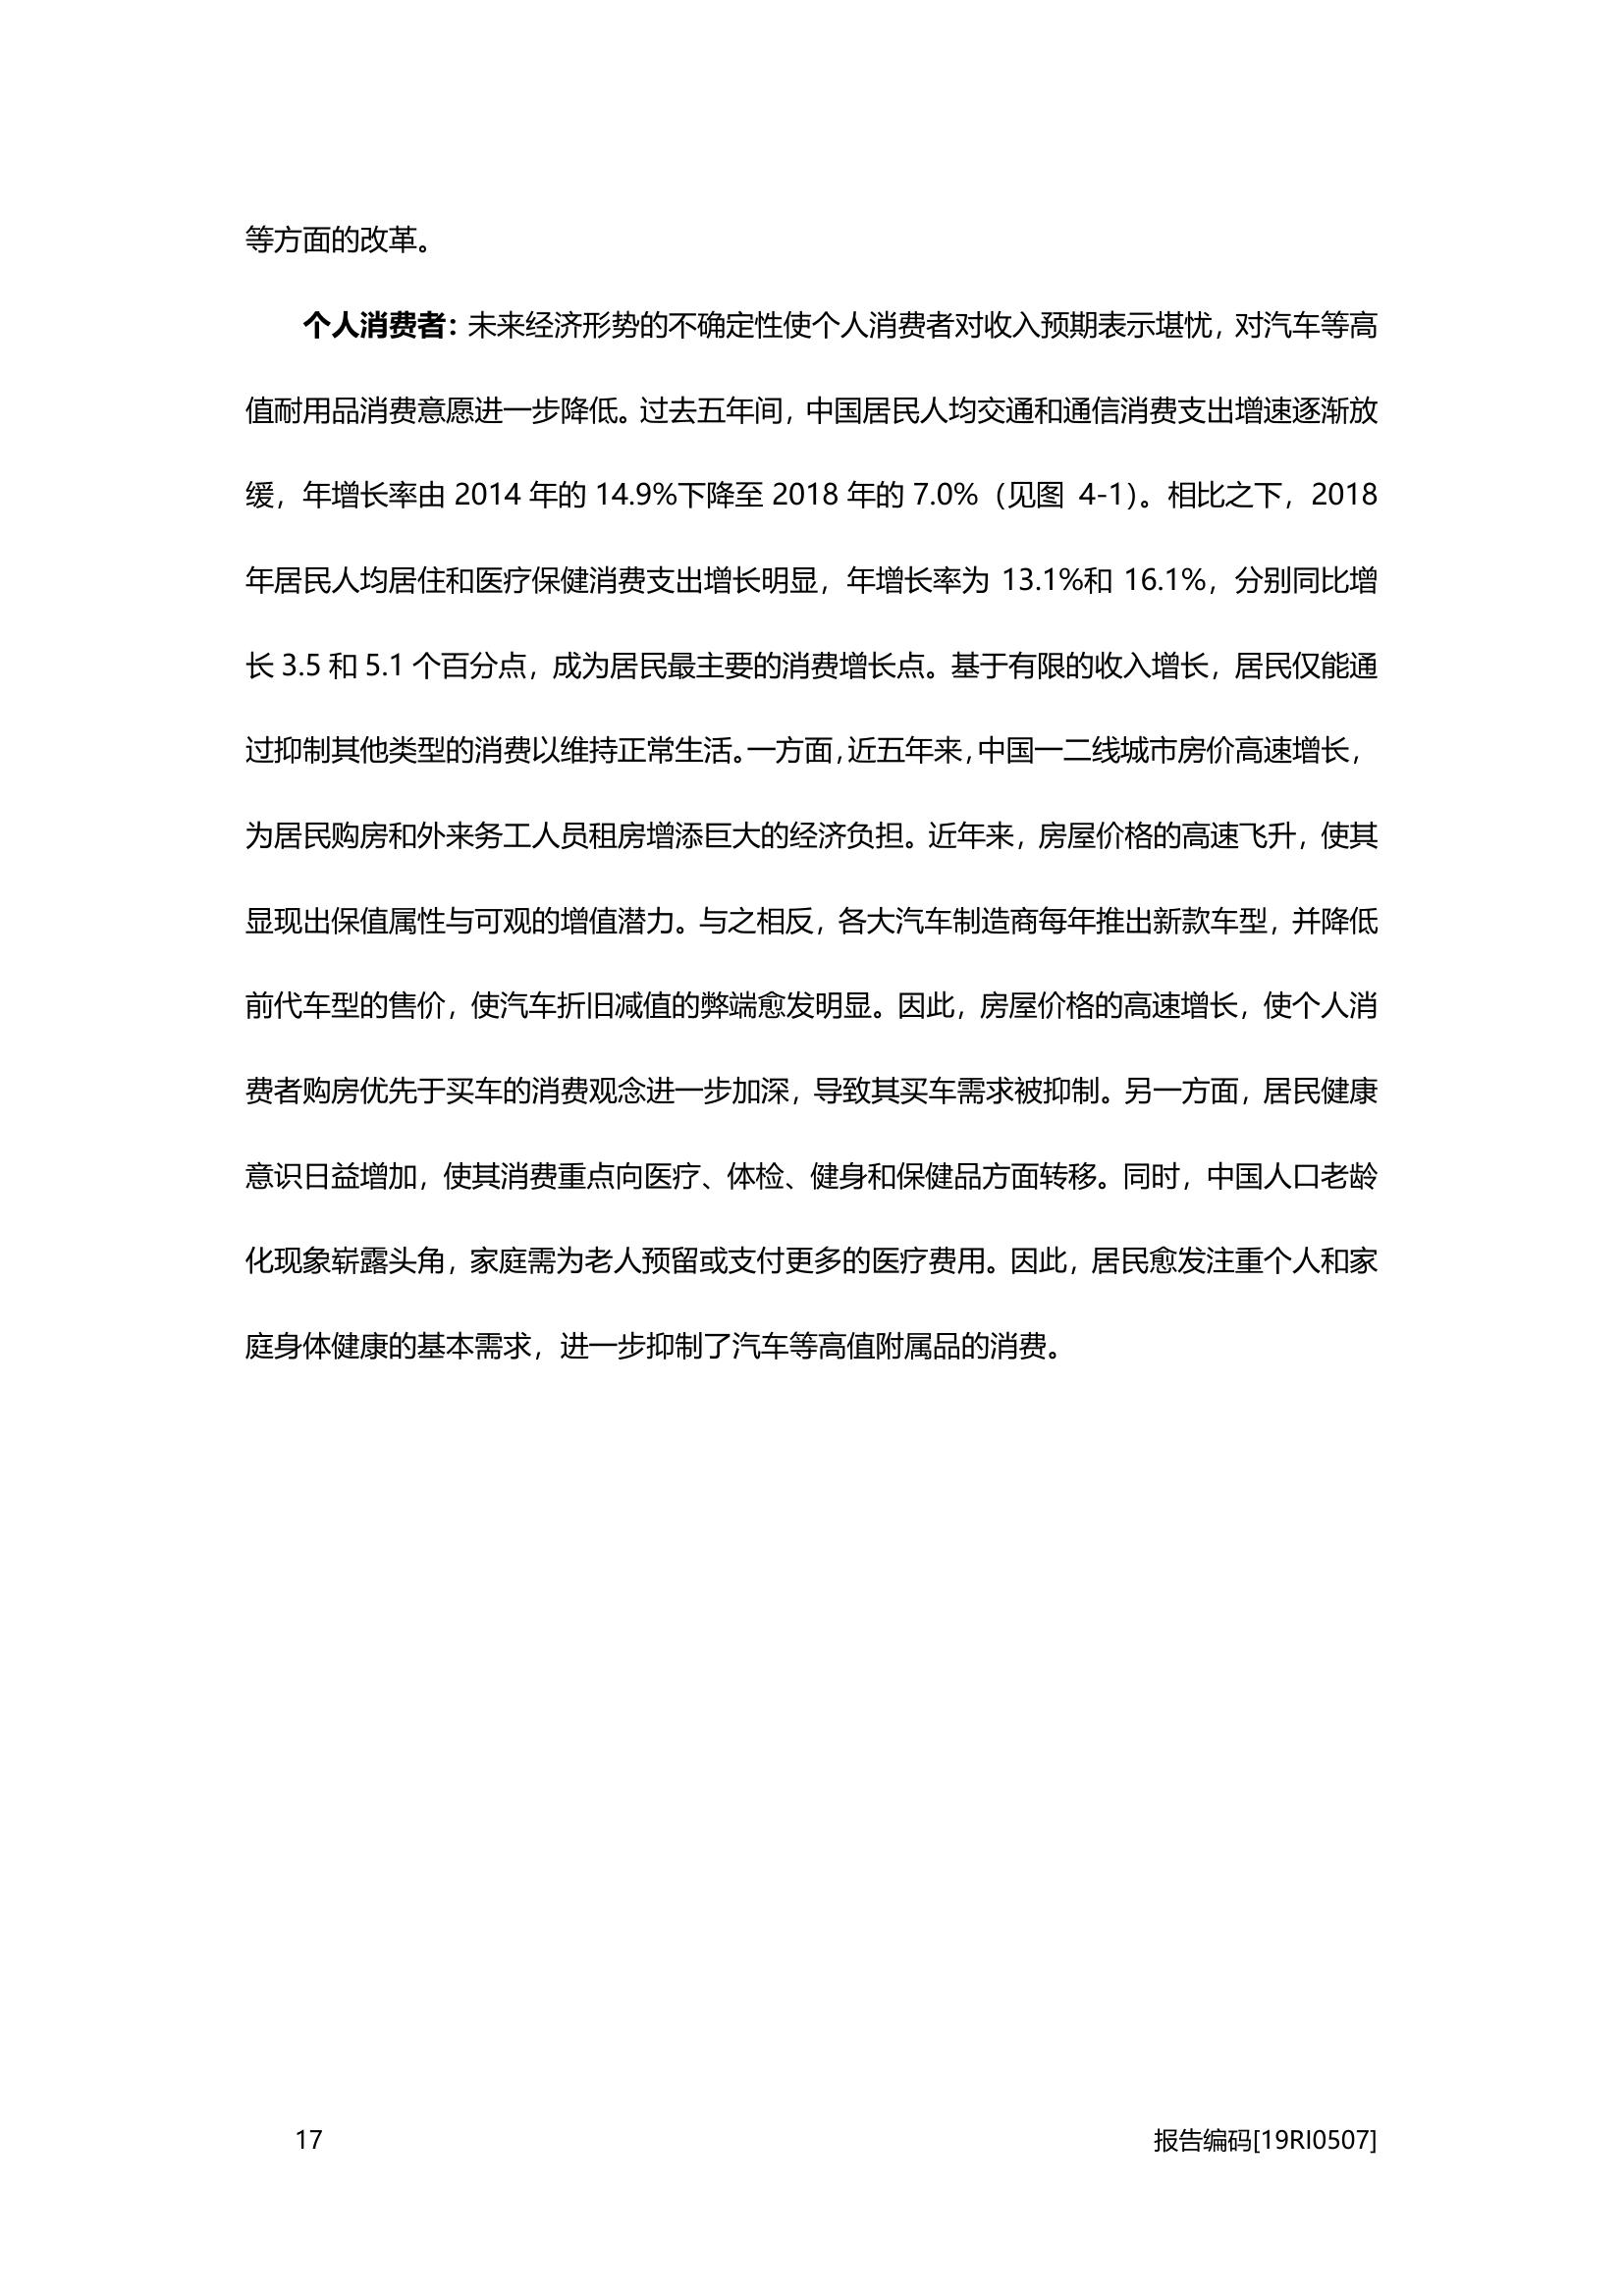 等方面的改革。
个人消费者：未来经济形势的不确定性使个人消费者对收入预期表示堪忧，对汽车等高
值耐用品消费意愿进一步降低。过去五年间，中国居民人均交通和通信消费支出增速逐渐放
缓，年增长率由 2014 年的 14.9%下降至 2018 年的 7.0%（见图 4-1）。相比之下，2018
年居民人均居住和医疗保健消费支出增长明显，年增长率为 13.1%和 16.1%，分别同比增
长 3.5 和 5.1 个百分点，成为居民最主要的消费增长点。基于有限的收入增长，居民仅能通
过抑制其他类型的消费以维持正常生活。一方面，近五年来，中国一二线城市房价高速增长，
为居民购房和外来务工人员租房增添巨大的经济负担。近年来，房屋价格的高速飞升，使其
显现出保值属性与可观的增值潜力。与之相反，各大汽车制造商每年推出新款车型，并降低
前代车型的售价，使汽车折旧减值的弊端愈发明显。因此，房屋价格的高速增长，使个人消
费者购房优先于买车的消费观念进一步加深，导致其买车需求被抑制。另一方面，居民健康
意识日益增加，使其消费重点向医疗、体检、健身和保健品方面转移。同时，中国人口老龄
化现象崭露头角，家庭需为老人预留或支付更多的医疗费用。因此，居民愈发注重个人和家
庭身体健康的基本需求，进一步抑制了汽车等高值附属品的消费。
17 报告编码[19RI0507]